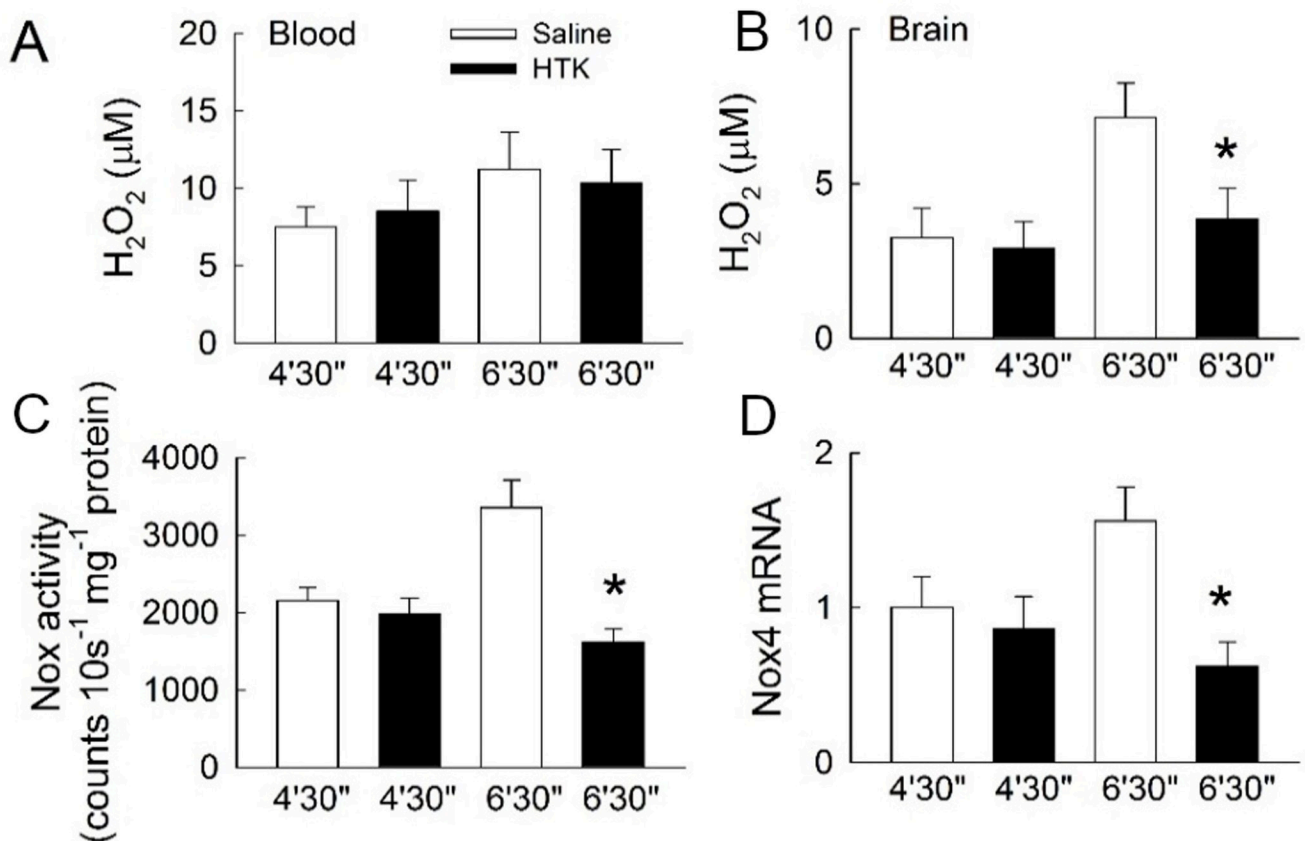 A
Blood
Saline
HTK
H₂O₂ (μM)
20
15
10
5
0
4'30" 4'30" 6'30" 6'30"
B
Brain
H₂O₂ (μM)
10
5
0
*
4'30" 4'30" 6'30" 6'30"
C
Nox activity
(counts 10s⁻¹ mg⁻¹ protein)
4000
3000
2000
1000
0
*
4'30" 4'30" 6'30" 6'30"
D
Nox4 mRNA
2
1
0
*
4'30" 4'30" 6'30" 6'30"